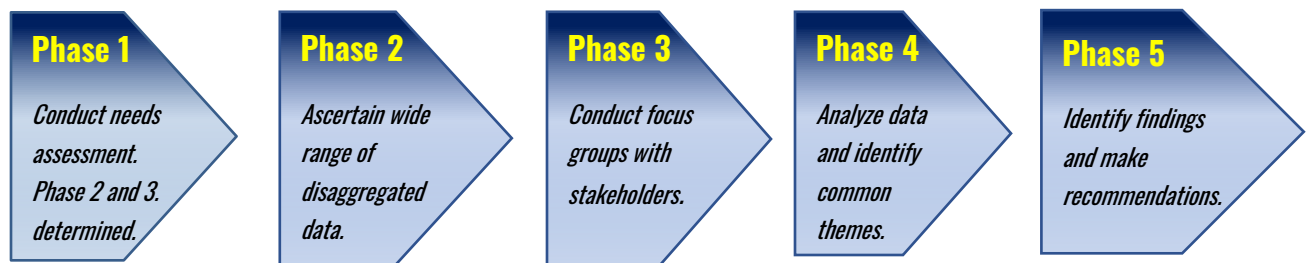 Phase 1
Conduct needs
assessment.
Phase 2 and 3.
determined.
Phase 2
Ascertain wide
range of
disaggregated
data.
Phase 3
Conduct focus
groups with
stakeholders.
Phase 4
Analyze data
and identify
common
themes.
Phase 5
Identify findings
and make
recommendations.